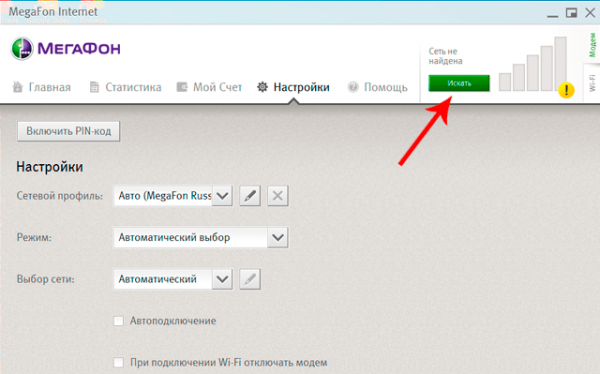 MegaFon Internet
МЕГАФОН
Сеть не
найдена
Искать
!
Модем
Wi-Fi
Главная
Статистика
Мой Счет
Настройки
Помощь
Включить PIN-код
Настройки
Сетевой профиль: Авто (MegaFon Russ
Режим: Автоматический выбор
Выбор сети: Автоматический
Автоподключение
При подключении Wi-Fi отключать модем